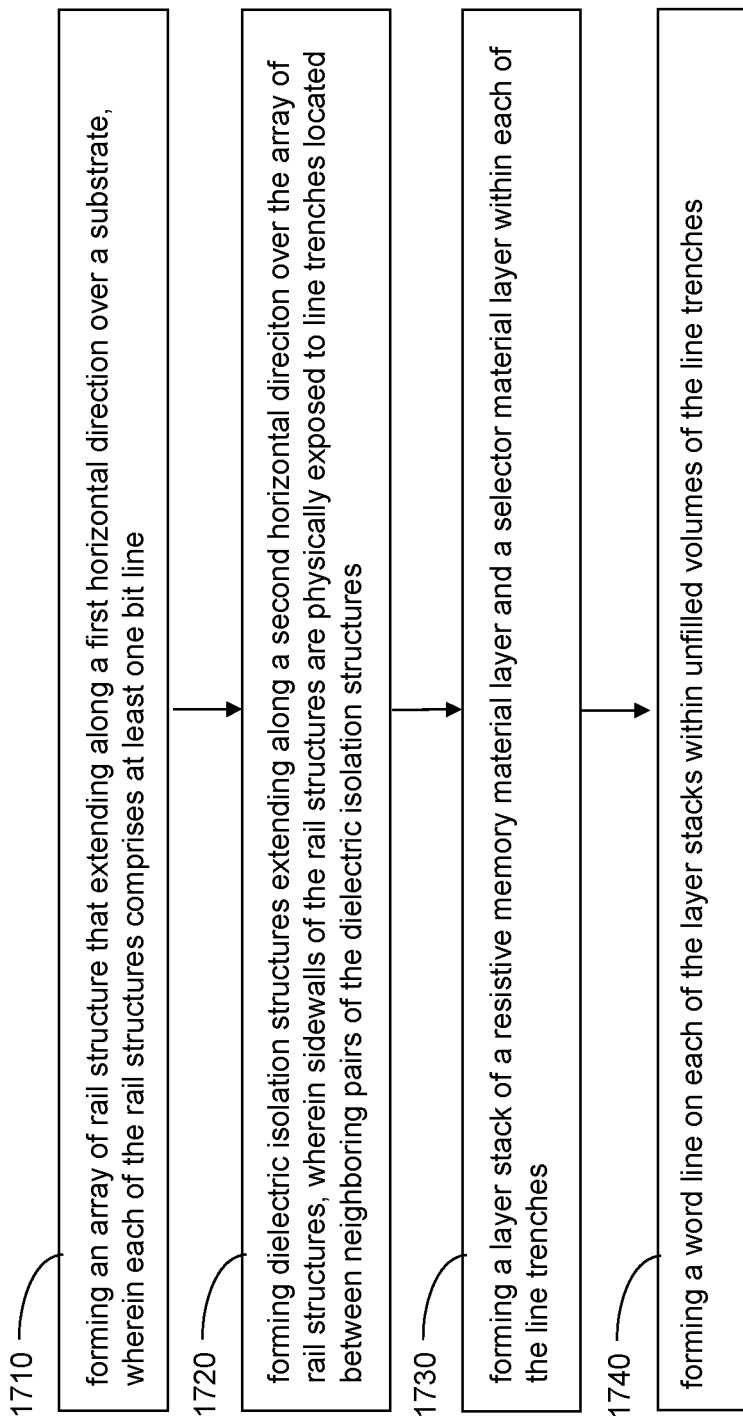 1710
forming an array of rail structure that extending along a first horizontal direction over a substrate,
wherein each of the rail structures comprises at least one bit line
1720
forming dielectric isolation structures extending along a second horizontal direciton over the array of
rail structures, wherein sidewalls of the rail structures are physically exposed to line trenches located
between neighboring pairs of the dielectric isolation structures
1730
forming a layer stack of a resistive memory material layer and a selector material layer within each of
the line trenches
1740
forming a word line on each of the layer stacks within unfilled volumes of the line trenches